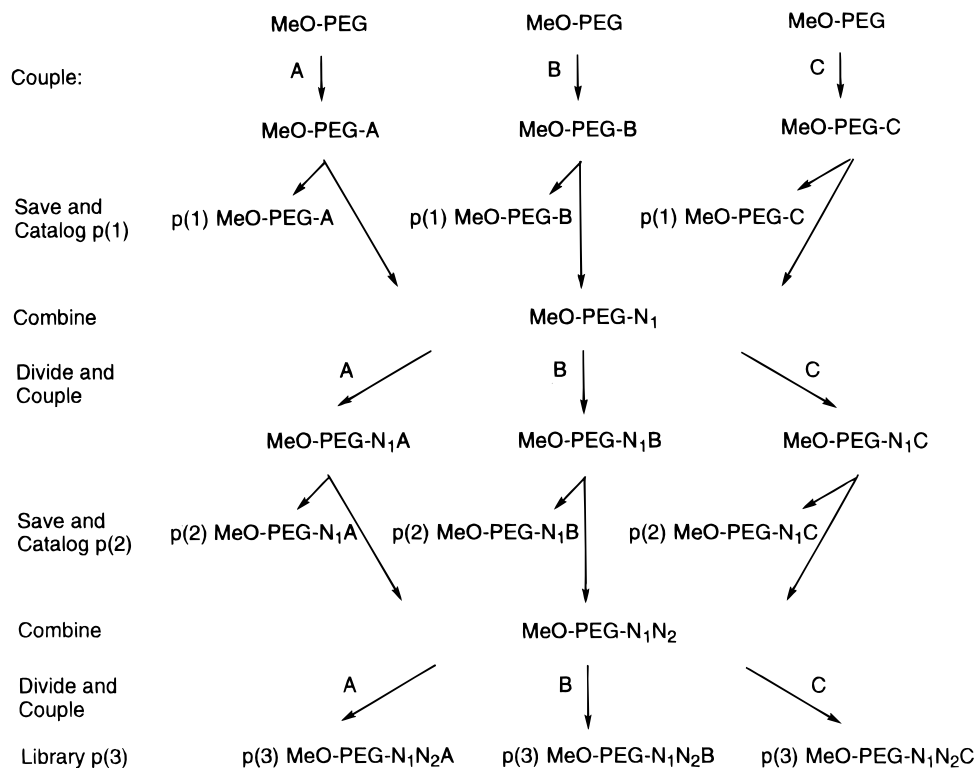 MeO-PEG MeO-PEG MeO-PEG
Couple: A B C
MeO-PEG-A MeO-PEG-B MeO-PEG-C
Save and
Catalog p(1)
p(1) MeO-PEG-A p(1) MeO-PEG-B p(1) MeO-PEG-C
Combine MeO-PEG-N₁
Divide and
Couple
A B C
MeO-PEG-N₁A MeO-PEG-N₁B MeO-PEG-N₁C
Save and
Catalog p(2)
p(2) MeO-PEG-N₁A p(2) MeO-PEG-N₁B p(2) MeO-PEG-N₁C
Combine MeO-PEG-N₁N₂
Divide and
Couple
A B C
Library p(3) p(3) MeO-PEG-N₁N₂A p(3) MeO-PEG-N₁N₂B p(3) MeO-PEG-N₁N₂C